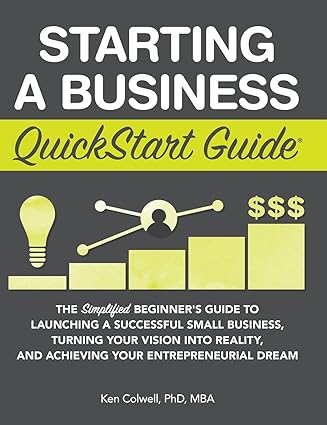 STARTING
A BUSINESS
QuickStart Guide®
$$$
THE Simplified BEGINNER'S GUIDE TO
LAUNCHING A SUCCESSFUL SMALL BUSINESS,
TURNING YOUR VISION INTO REALITY,
AND ACHIEVING YOUR ENTREPRENEURIAL DREAM
Ken Colwell, PhD, MBA